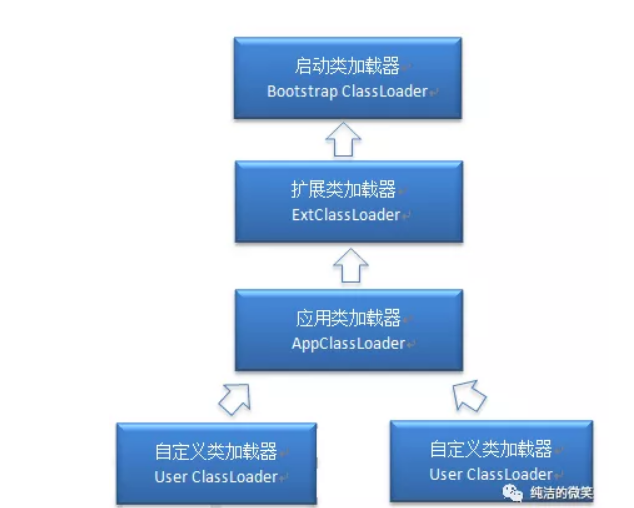 启动类加载器
Bootstrap ClassLoader
扩展类加载器
ExtClassLoader
应用类加载器
AppClassLoader
自定义类加载器
User ClassLoader
自定义类加载器
User ClassLoader
纯洁的微笑